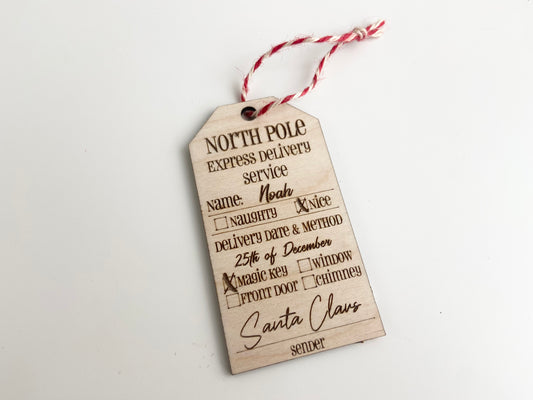 NORTH POLE
EXPRESS DELIVERY
SERVICE
NAME: Noah
NAUGHTY NICE
DELIVERY DATE & METHOD
25th of December
MAGIC KEY WINDOW
FRONT DOOR CHIMNEY
Santa Claus
SENDER